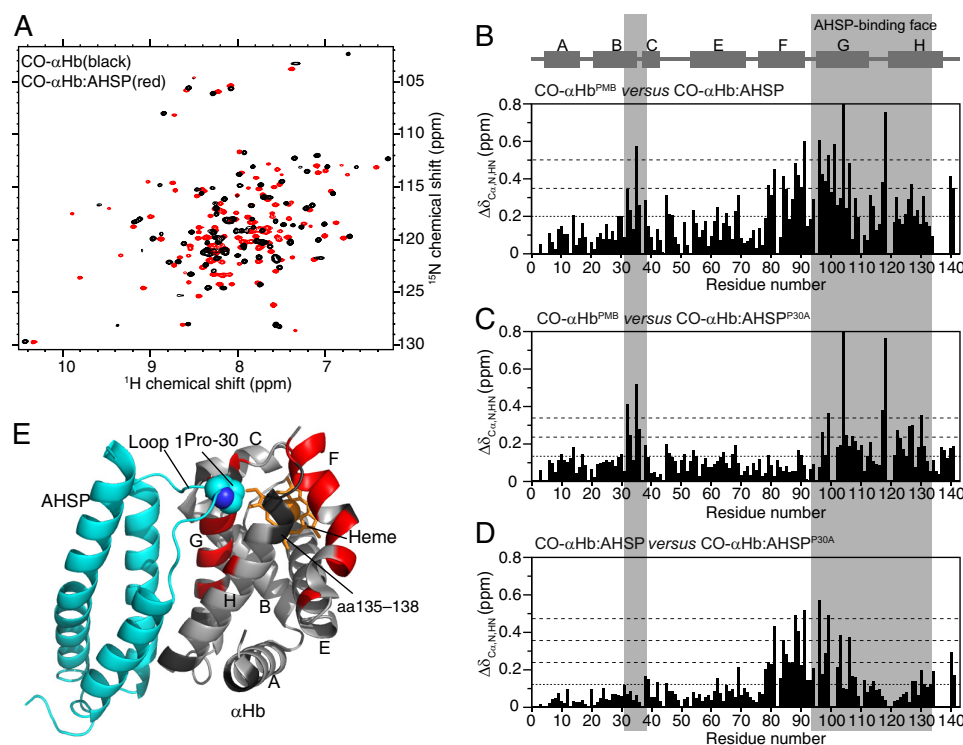 A
CO-αHb(black)
CO-αHb:AHSP(red)
105
110
115
120
125
130
¹⁵N chemical shift (ppm)
10 9 8 7
¹H chemical shift (ppm)
B
AHSP-binding face
A B C E F G H
CO-αHbᴾᴹᴮ versus CO-αHb:AHSP
0.8
0.6
0.4
0.2
0
ΔδCα,N,HN (ppm)
0 10 20 30 40 50 60 70 80 90 100 110 120 130 140
Residue number
C
CO-αHbᴾᴹᴮ versus CO-αHb:AHSPᴾ³⁰ᴬ
0.8
0.6
0.4
0.2
0
ΔδCα,N,HN (ppm)
0 10 20 30 40 50 60 70 80 90 100 110 120 130 140
Residue number
D
CO-αHb:AHSP versus CO-αHb:AHSPᴾ³⁰ᴬ
0.8
0.6
0.4
0.2
0
ΔδCα,N,HN (ppm)
0 10 20 30 40 50 60 70 80 90 100 110 120 130 140
Residue number
E
Loop 1 Pro-30 C
F
AHSP
G
Heme
H
B
aa135–138
E
A
αHb